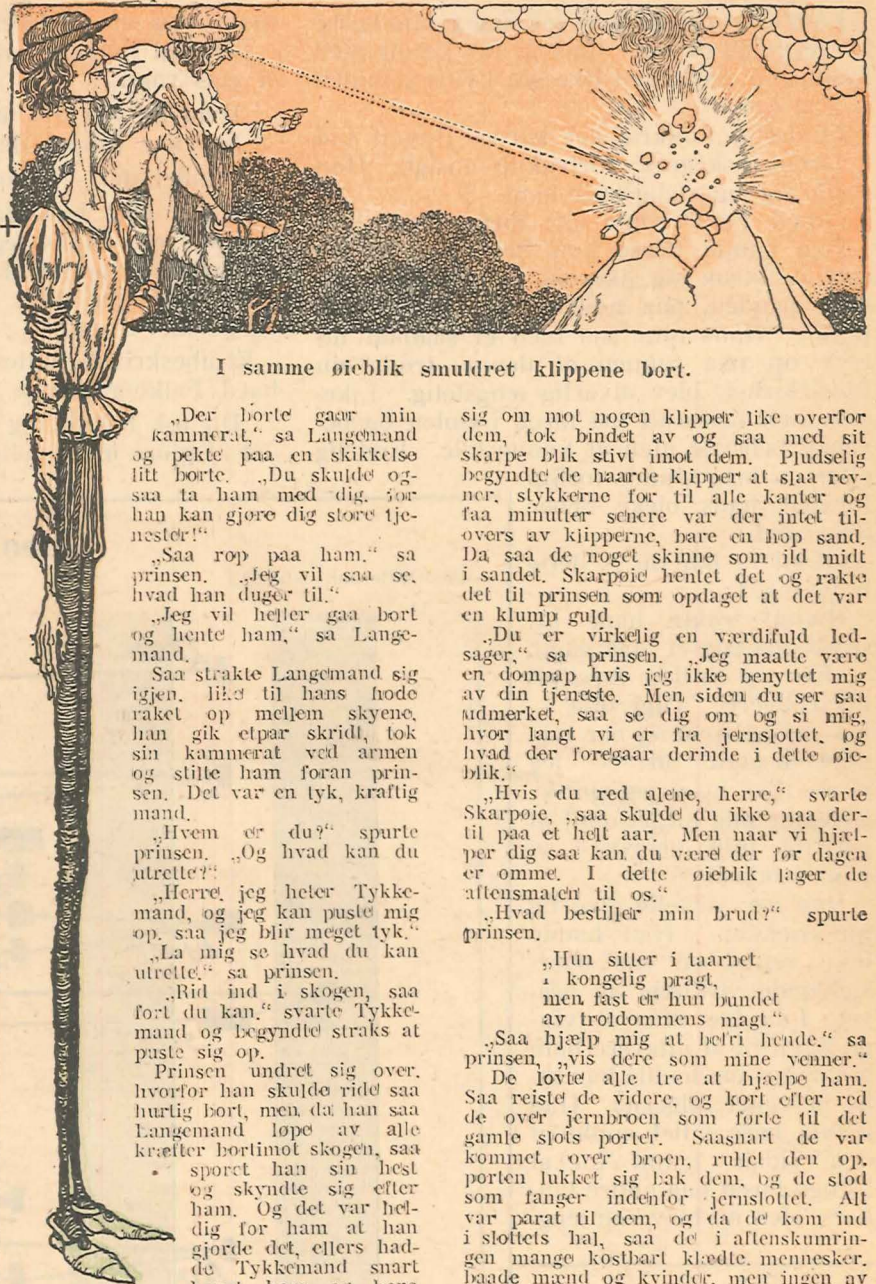 I samme øieblik smuldret klippene bort.
„Der borte gaar min
kammerat,“ sa Langemand
og pekte paa en skikkelse
litt borte. „Du skulde og-
saa ta ham med dig, for
han kan gjøre dig store tje-
nester!“
„Saa rop paa ham.“ sa
prinsen. „Jeg vil saa se,
hvad han duger til.“
„Jeg vil heller gaa bort
og hente ham,“ sa Lange-
mand.
Saa strakte Langemand sig
igjen, like til hans hode
raket op mellem skyene,
han gik etpar skridt, tok
sin kammerat ved armen
og stilte ham foran prin-
sen. Det var en tyk, kraftig
mand.
„Hvem er du?“ spurte
prinsen. „Og hvad kan du
utrette?“
„Herre, jeg heter Tykke-
mand, og jeg kan puste mig
op, saa jeg blir meget tyk.“
„La mig se hvad du kan
utrette.“ sa prinsen.
„Rid ind i skogen, saa
fort du kan.“ svarte Tykke-
mand og begyndte straks at
puste sig op.
Prinsen undret sig over,
hvorfor han skulde ride saa
hurtig bort, men da han saa
Langemand løpe av alle
kræfter bortimot skogen, saa
sporet han sin hest
og skyndte sig efter
ham. Og det var hel-
dig for ham at han
gjorde det, ellers had-
de Tykkemand snart
sig om mot nogen klipper like overfor
dem, tok bindet av og saa med sit
skarpe blik stivt imot dem. Pludselig
begyndte de haarde klipper at slaa rev-
ner, stykkerne for til alle kanter og
faa minutter senere var der intet til-
overs av klipperne, bare en hop sand.
Da saa de noget skinne som ild midt
i sandet. Skarpøie hentet det og rakte
det til prinsen som opdaget at det var
en klump guld.
„Du er virkelig en værdifuld led-
sager,“ sa prinsen. „Jeg maatte være
en dompap hvis jeg ikke benyttet mig
av din tjeneste. Men siden du ser saa
udmerket, saa se dig om og si mig,
hvor langt vi er fra jernslottet, og
hvad der foregaar derinde i dette øie-
blik.“
„Hvis du red alene, herre,“ svarte
Skarpøie, „saa skulde du ikke naa der-
til paa et helt aar. Men naar vi hjæl-
per dig saa kan du være der før dagen
er omme. I dette øieblik lager de
aftensmaten til os.“
„Hvad bestiller min brud?“ spurte
prinsen.
„Hun sitter i taarnet
i kongelig pragt,
men fast er hun bundet
av troldommens magt.“
„Saa hjælp mig at befri hende.“ sa
prinsen, „vis dere som mine venner.“
De lovte alle tre at hjælpe ham.
Saa reiste de videre, og kort efter red
de over jernbroen som førte til det
gamle slots porter. Saasnart de var
kommet over broen, rullet den op,
porten lukket sig bak dem, og de stod
som fanger indenfor jernslottet. Alt
var parat til dem, og da de kom ind
i slottets hal, saa de i aftenskumrin-
gen mange kostbart klædte mennesker,
baade mænd og kvinder, men ingen av